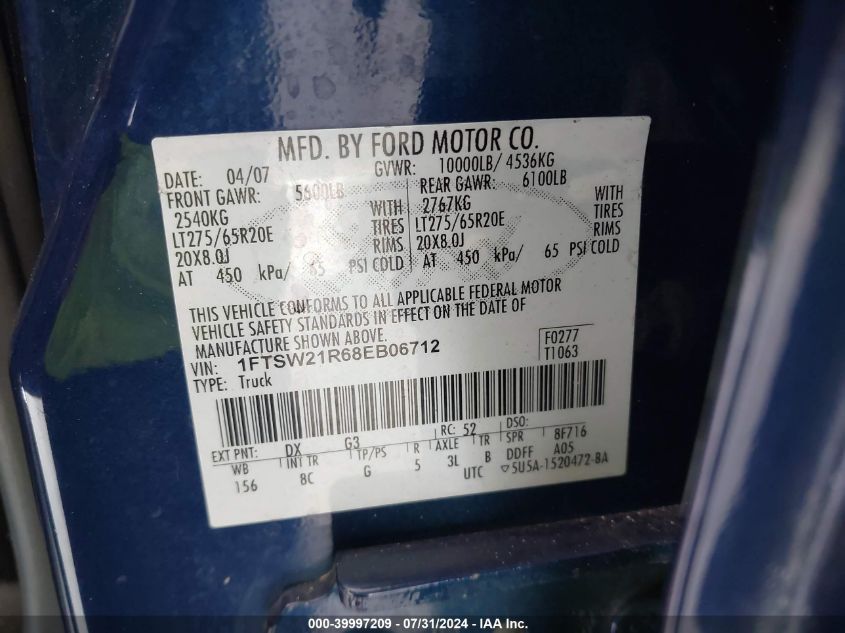 MFD. BY FORD MOTOR CO.
DATE: 04/07 GVWR: 10000LB/ 4536KG
FRONT GAWR: 5600LB REAR GAWR: 6100LB
2540KG WITH 2767KG WITH
LT275/65R20E TIRES LT275/65R20E TIRES
20X8.0J RIMS 20X8.0J RIMS
AT 450 kPa/ 65 PSI COLD AT 450 kPa/ 65 PSI COLD
THIS VEHICLE CONFORMS TO ALL APPLICABLE FEDERAL MOTOR
VEHICLE SAFETY STANDARDS IN EFFECT ON THE DATE OF
MANUFACTURE SHOWN ABOVE.
VIN: 1FTSW21R68EB06712 F0277
TYPE: Truck T1063
EXT PNT: DX G3 RC: 52 DSO:
WB INT TR TP/PS R AXLE TR SPR 8F716
156 8C G 5 3L B DDFF A05
UTC ▽5U5A-1520472-BA
000-39997209 - 07/31/2024 - IAAI.com